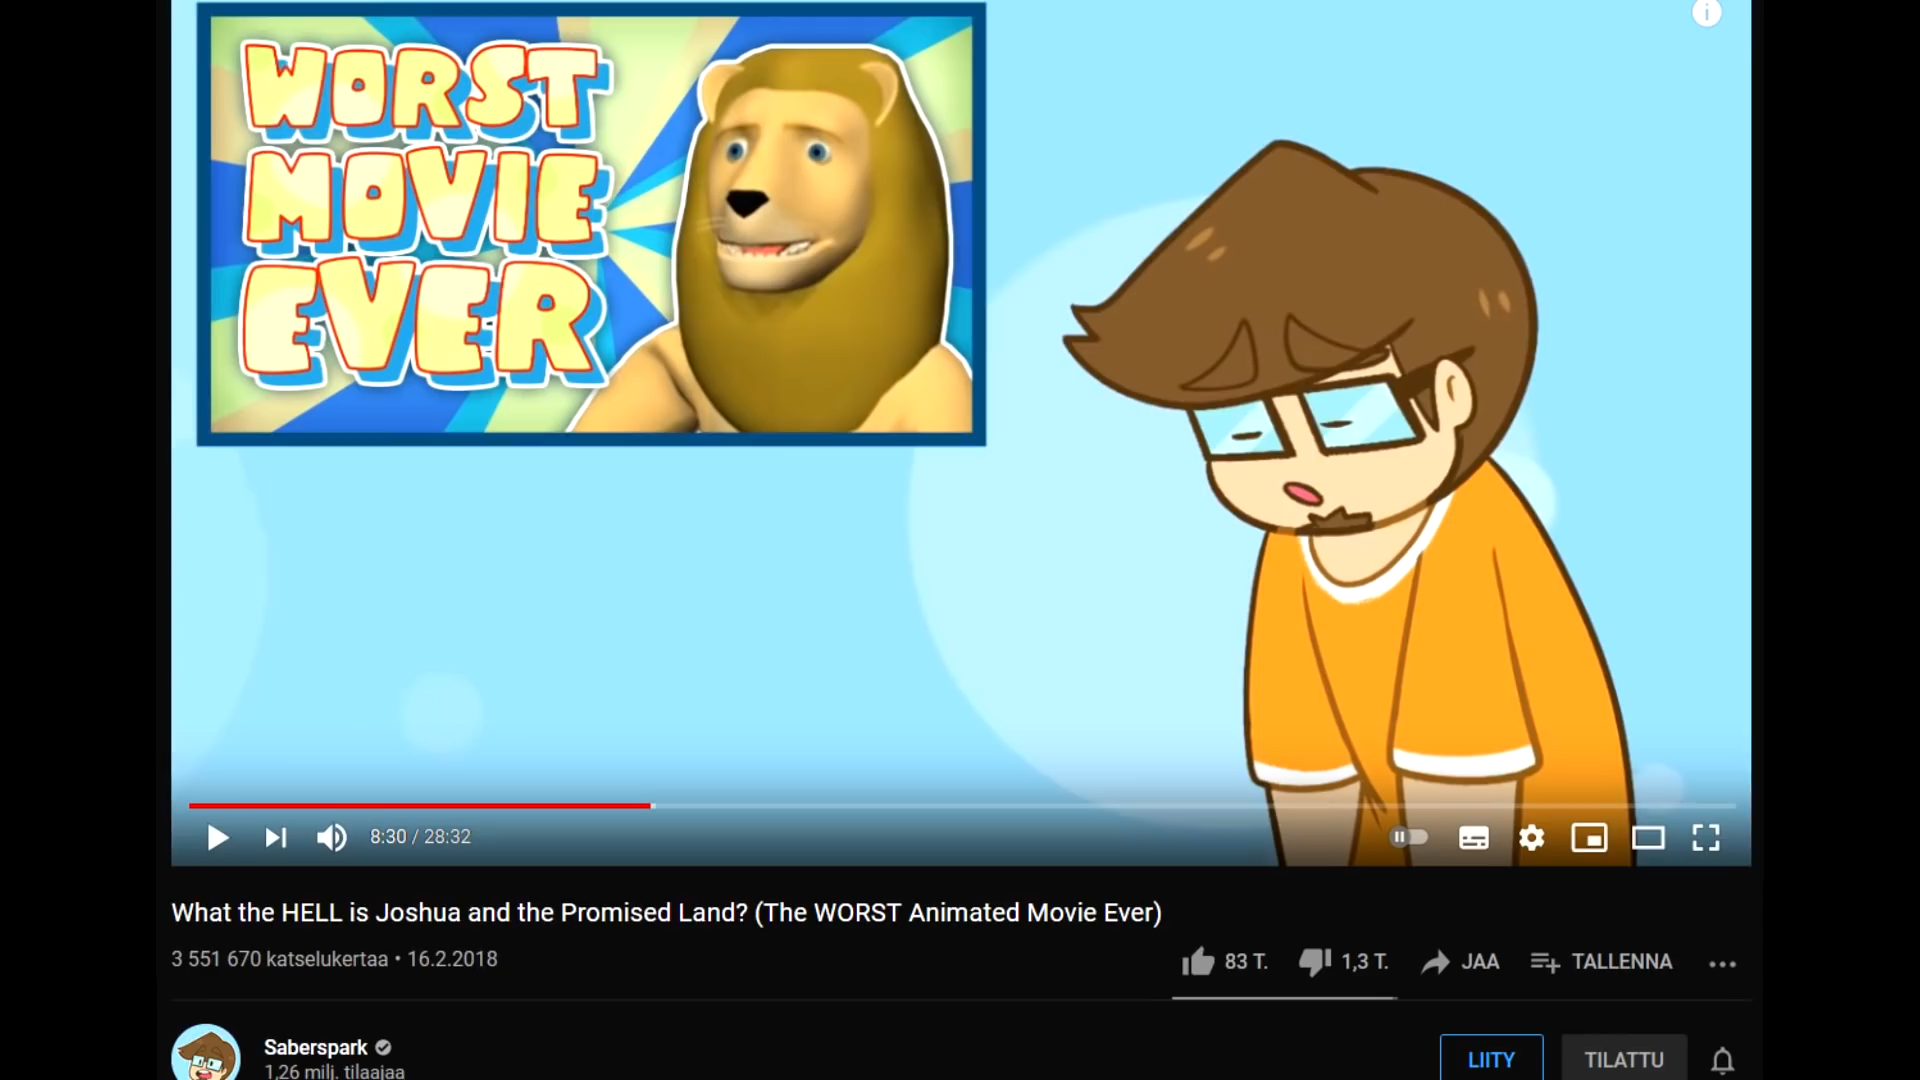 WORST
MOVIE
EVER
8:30 / 28:32
What the HELL is Joshua and the Promised Land? (The WORST Animated Movie Ever)
3 551 670 katselukertaa • 16.2.2018
83 T. 1,3 T. JAA TALLENNA
Saberspark
1,26 milj. tilaajaa
LIITY TILATTU